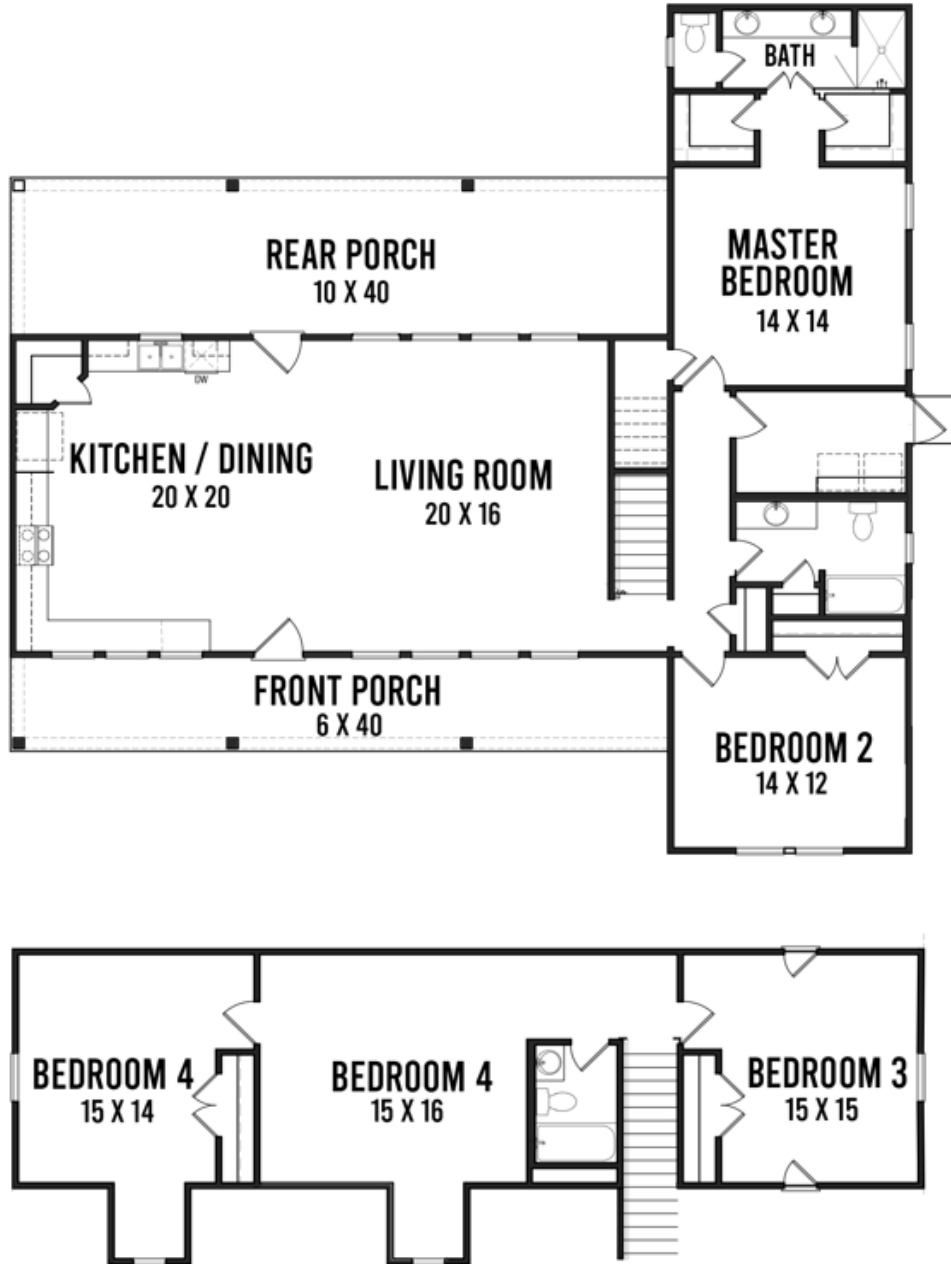 BATH
REAR PORCH
10 X 40
MASTER
BEDROOM
14 X 14
DW
KITCHEN / DINING
20 X 20
LIVING ROOM
20 X 16
FRONT PORCH
6 X 40
BEDROOM 2
14 X 12
BEDROOM 4
15 X 14
BEDROOM 4
15 X 16
BEDROOM 3
15 X 15